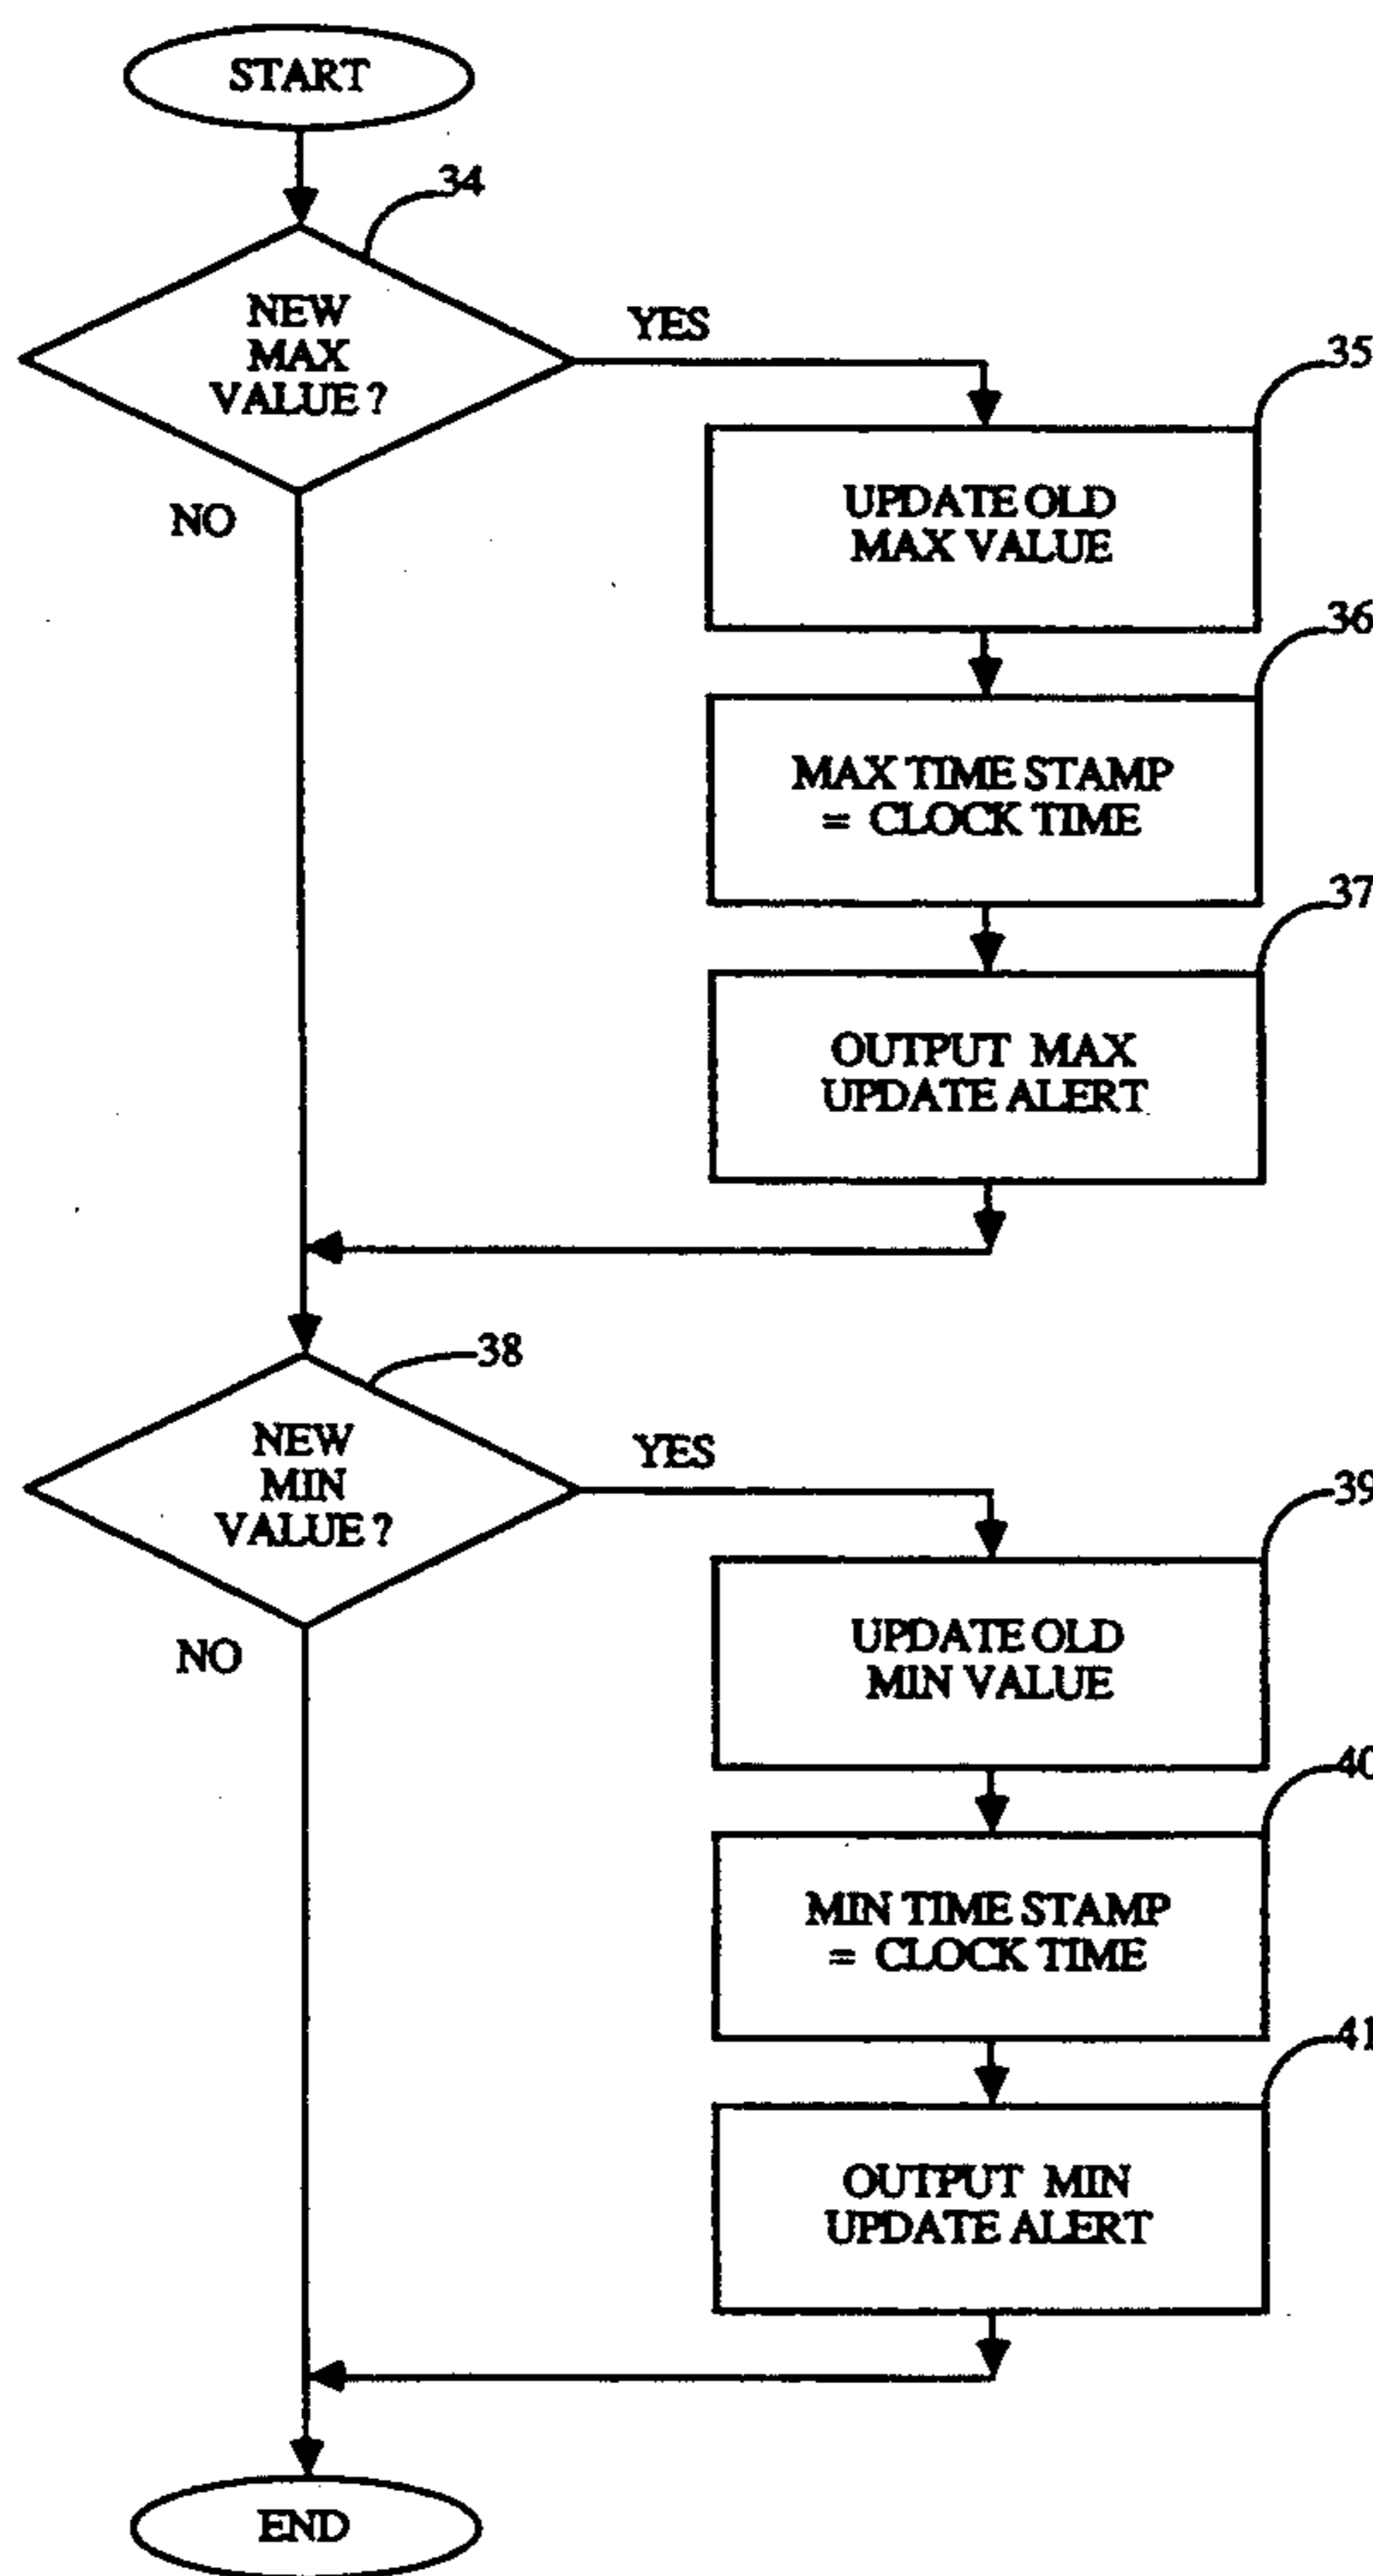 START
34
NEW
MAX
VALUE ?
YES
NO
35
UPDATE OLD
MAX VALUE
36
MAX TIME STAMP
= CLOCK TIME
37
OUTPUT MAX
UPDATE ALERT
38
NEW
MIN
VALUE ?
YES
NO
39
UPDATE OLD
MIN VALUE
40
MIN TIME STAMP
= CLOCK TIME
41
OUTPUT MIN
UPDATE ALERT
END